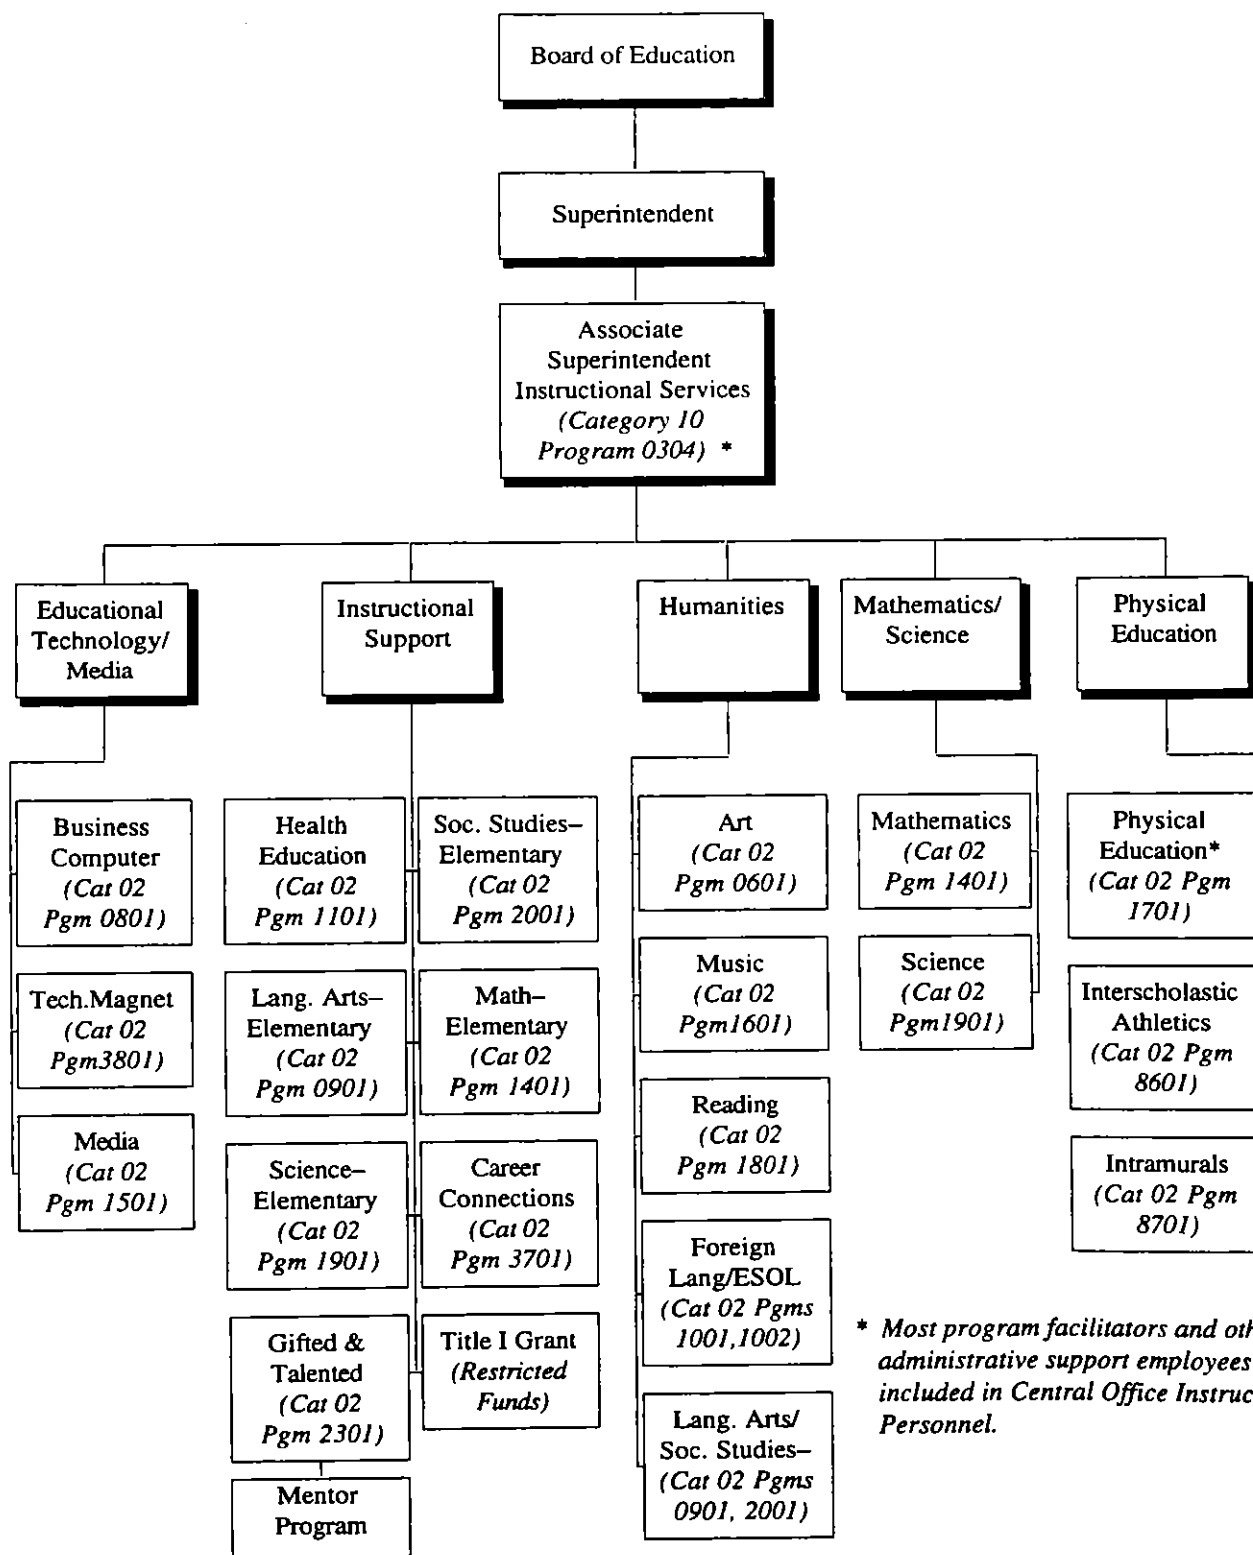 Board of Education
Superintendent
Associate
Superintendent
Instructional Services
(Category 10
Program 0304) *
Educational
Technology/
Media
Instructional
Support
Humanities
Mathematics/
Science
Physical
Education
Business
Computer
(Cat 02
Pgm 0801)
Tech.Magnet
(Cat 02
Pgm3801)
Media
(Cat 02
Pgm 1501)
Health
Education
(Cat 02
Pgm 1101)
Soc. Studies–
Elementary
(Cat 02
Pgm 2001)
Lang. Arts–
Elementary
(Cat 02
Pgm 0901)
Math–
Elementary
(Cat 02
Pgm 1401)
Science–
Elementary
(Cat 02
Pgm 1901)
Career
Connections
(Cat 02
Pgm 3701)
Gifted &
Talented
(Cat 02
Pgm 2301)
Title I Grant
(Restricted
Funds)
Mentor
Program
Art
(Cat 02
Pgm 0601)
Music
(Cat 02
Pgm1601)
Reading
(Cat 02
Pgm 1801)
Foreign
Lang/ESOL
(Cat 02 Pgms
1001,1002)
Lang. Arts/
Soc. Studies–
(Cat 02 Pgms
0901, 2001)
Mathematics
(Cat 02
Pgm 1401)
Science
(Cat 02
Pgm1901)
Physical
Education*
(Cat 02 Pgm
1701)
Interscholastic
Athletics
(Cat 02 Pgm
8601)
Intramurals
(Cat 02 Pgm
8701)
* Most program facilitators and oth
administrative support employees
included in Central Office Instruc
Personnel.